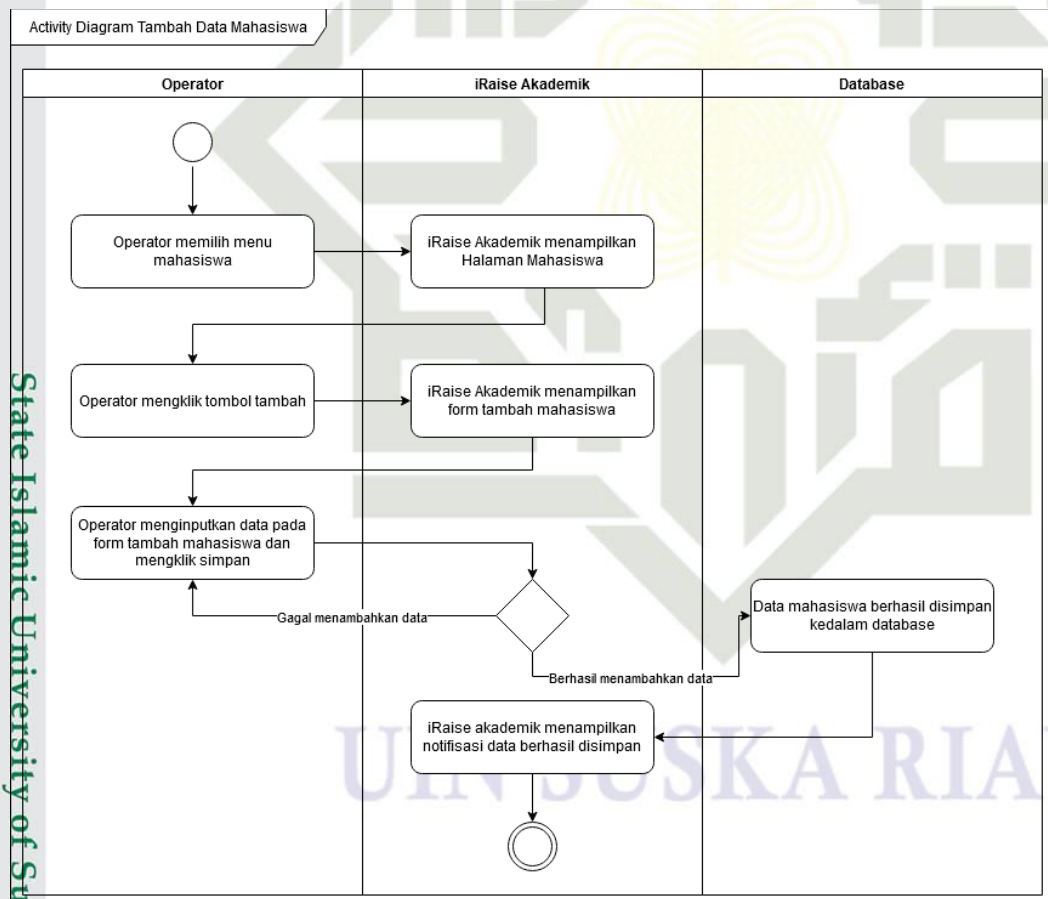 Activity Diagram Tambah Data Mahasiswa
Operator
iRaise Akademik
Database
Operator memilih menu
mahasiswa
iRaise Akademik menampilkan
Halaman Mahasiswa
Operator mengklik tombol tambah
iRaise Akademik menampilkan
form tambah mahasiswa
Operator menginputkan data pada
form tambah mahasiswa dan
mengklik simpan
Gagal menambahkan data
Data mahasiswa berhasil disimpan
kedalam database
Berhasil menambahkan data
iRaise akademik menampilkan
notifisasi data berhasil disimpan
UIN SUSKA RIA
State Islamic University of Su